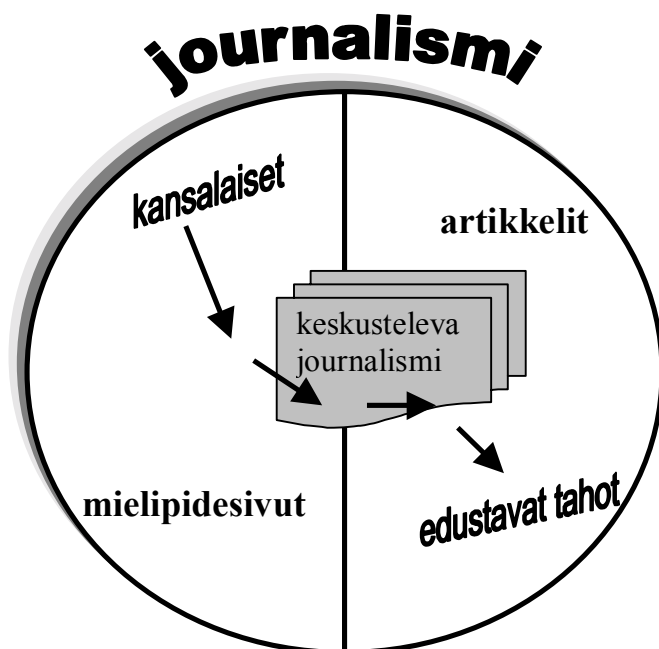 journalismi
kansalaiset
artikkelit
keskusteleva
journalismi
mielipidesivut
edustavat tahot